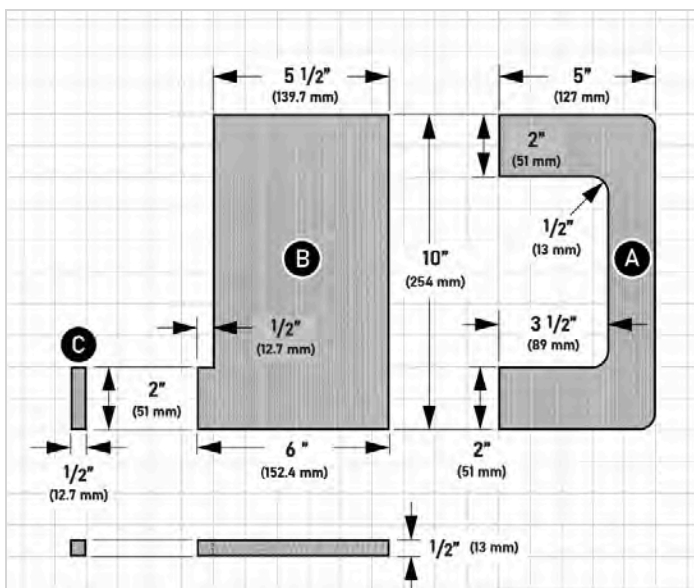 5 1/2”
(139.7 mm)
5”
(127 mm)
2”
(51 mm)
1/2”
(13 mm)
B
10”
(254 mm)
A
1/2”
(12.7 mm)
3 1/2”
(89 mm)
C
2”
(51 mm)
6 ”
(152.4 mm)
2”
(51 mm)
1/2”
(12.7 mm)
1/2” (13 mm)